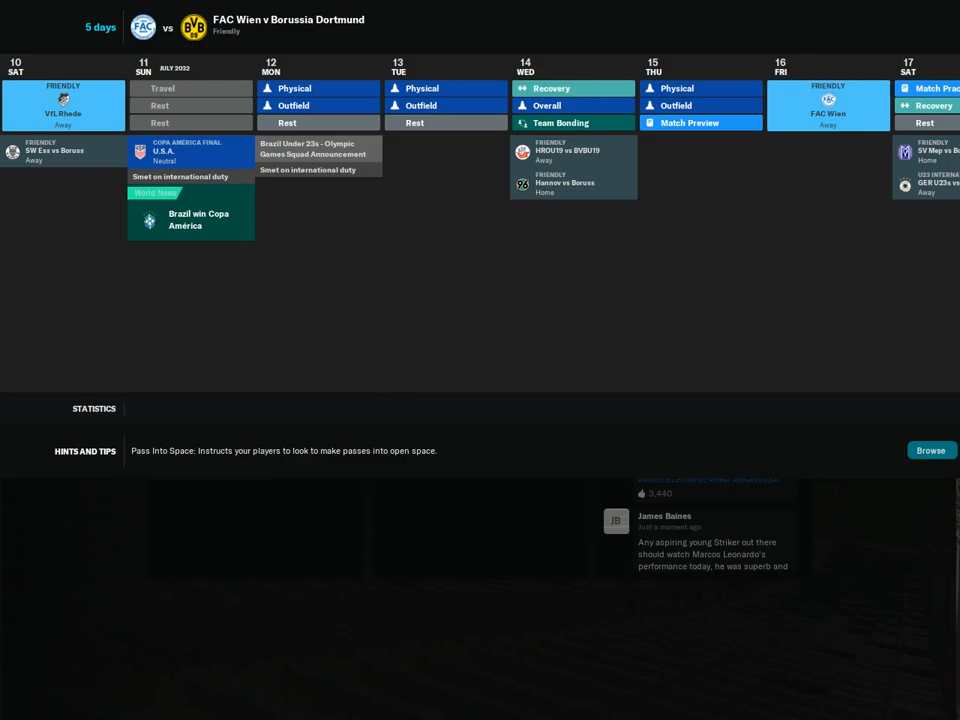 5 days
FAC
vs
BVB
09
FAC Wien v Borussia Dortmund
Friendly
10
SAT
11
SUN
JULY 2032
12
MON
13
TUE
14
WED
15
THU
16
FRI
17
SAT
FRIENDLY
VfL Rhede
Away
Travel
Rest
Rest
Physical
Outfield
Rest
Physical
Outfield
Rest
Recovery
Overall
Team Bonding
Physical
Outfield
Match Preview
FRIENDLY
FAC Wien
Away
Match Prac
Recovery
Rest
FRIENDLY
SW Ess vs Boruss
Away
COPA AMERICA FINAL
U.S.A.
Neutral
Smet on international duty
World News
Brazil win Copa
América
Brazil Under 23s - Olympic
Games Squad Announcement
Smet on international duty
FRIENDLY
HROU19 vs BVBU19
Away
FRIENDLY
Hannov vs Boruss
Home
FRIENDLY
SV Mep vs Bo
Home
U23 INTERNA
GER U23s vs
Away
STATISTICS
HINTS AND TIPS
Pass Into Space: Instructs your players to look to make passes into open space.
Browse
3,440
JB
James Baines
Just a moment ago
Any aspiring young Striker out there
should watch Marcos Leonardo's
performance today, he was superb and